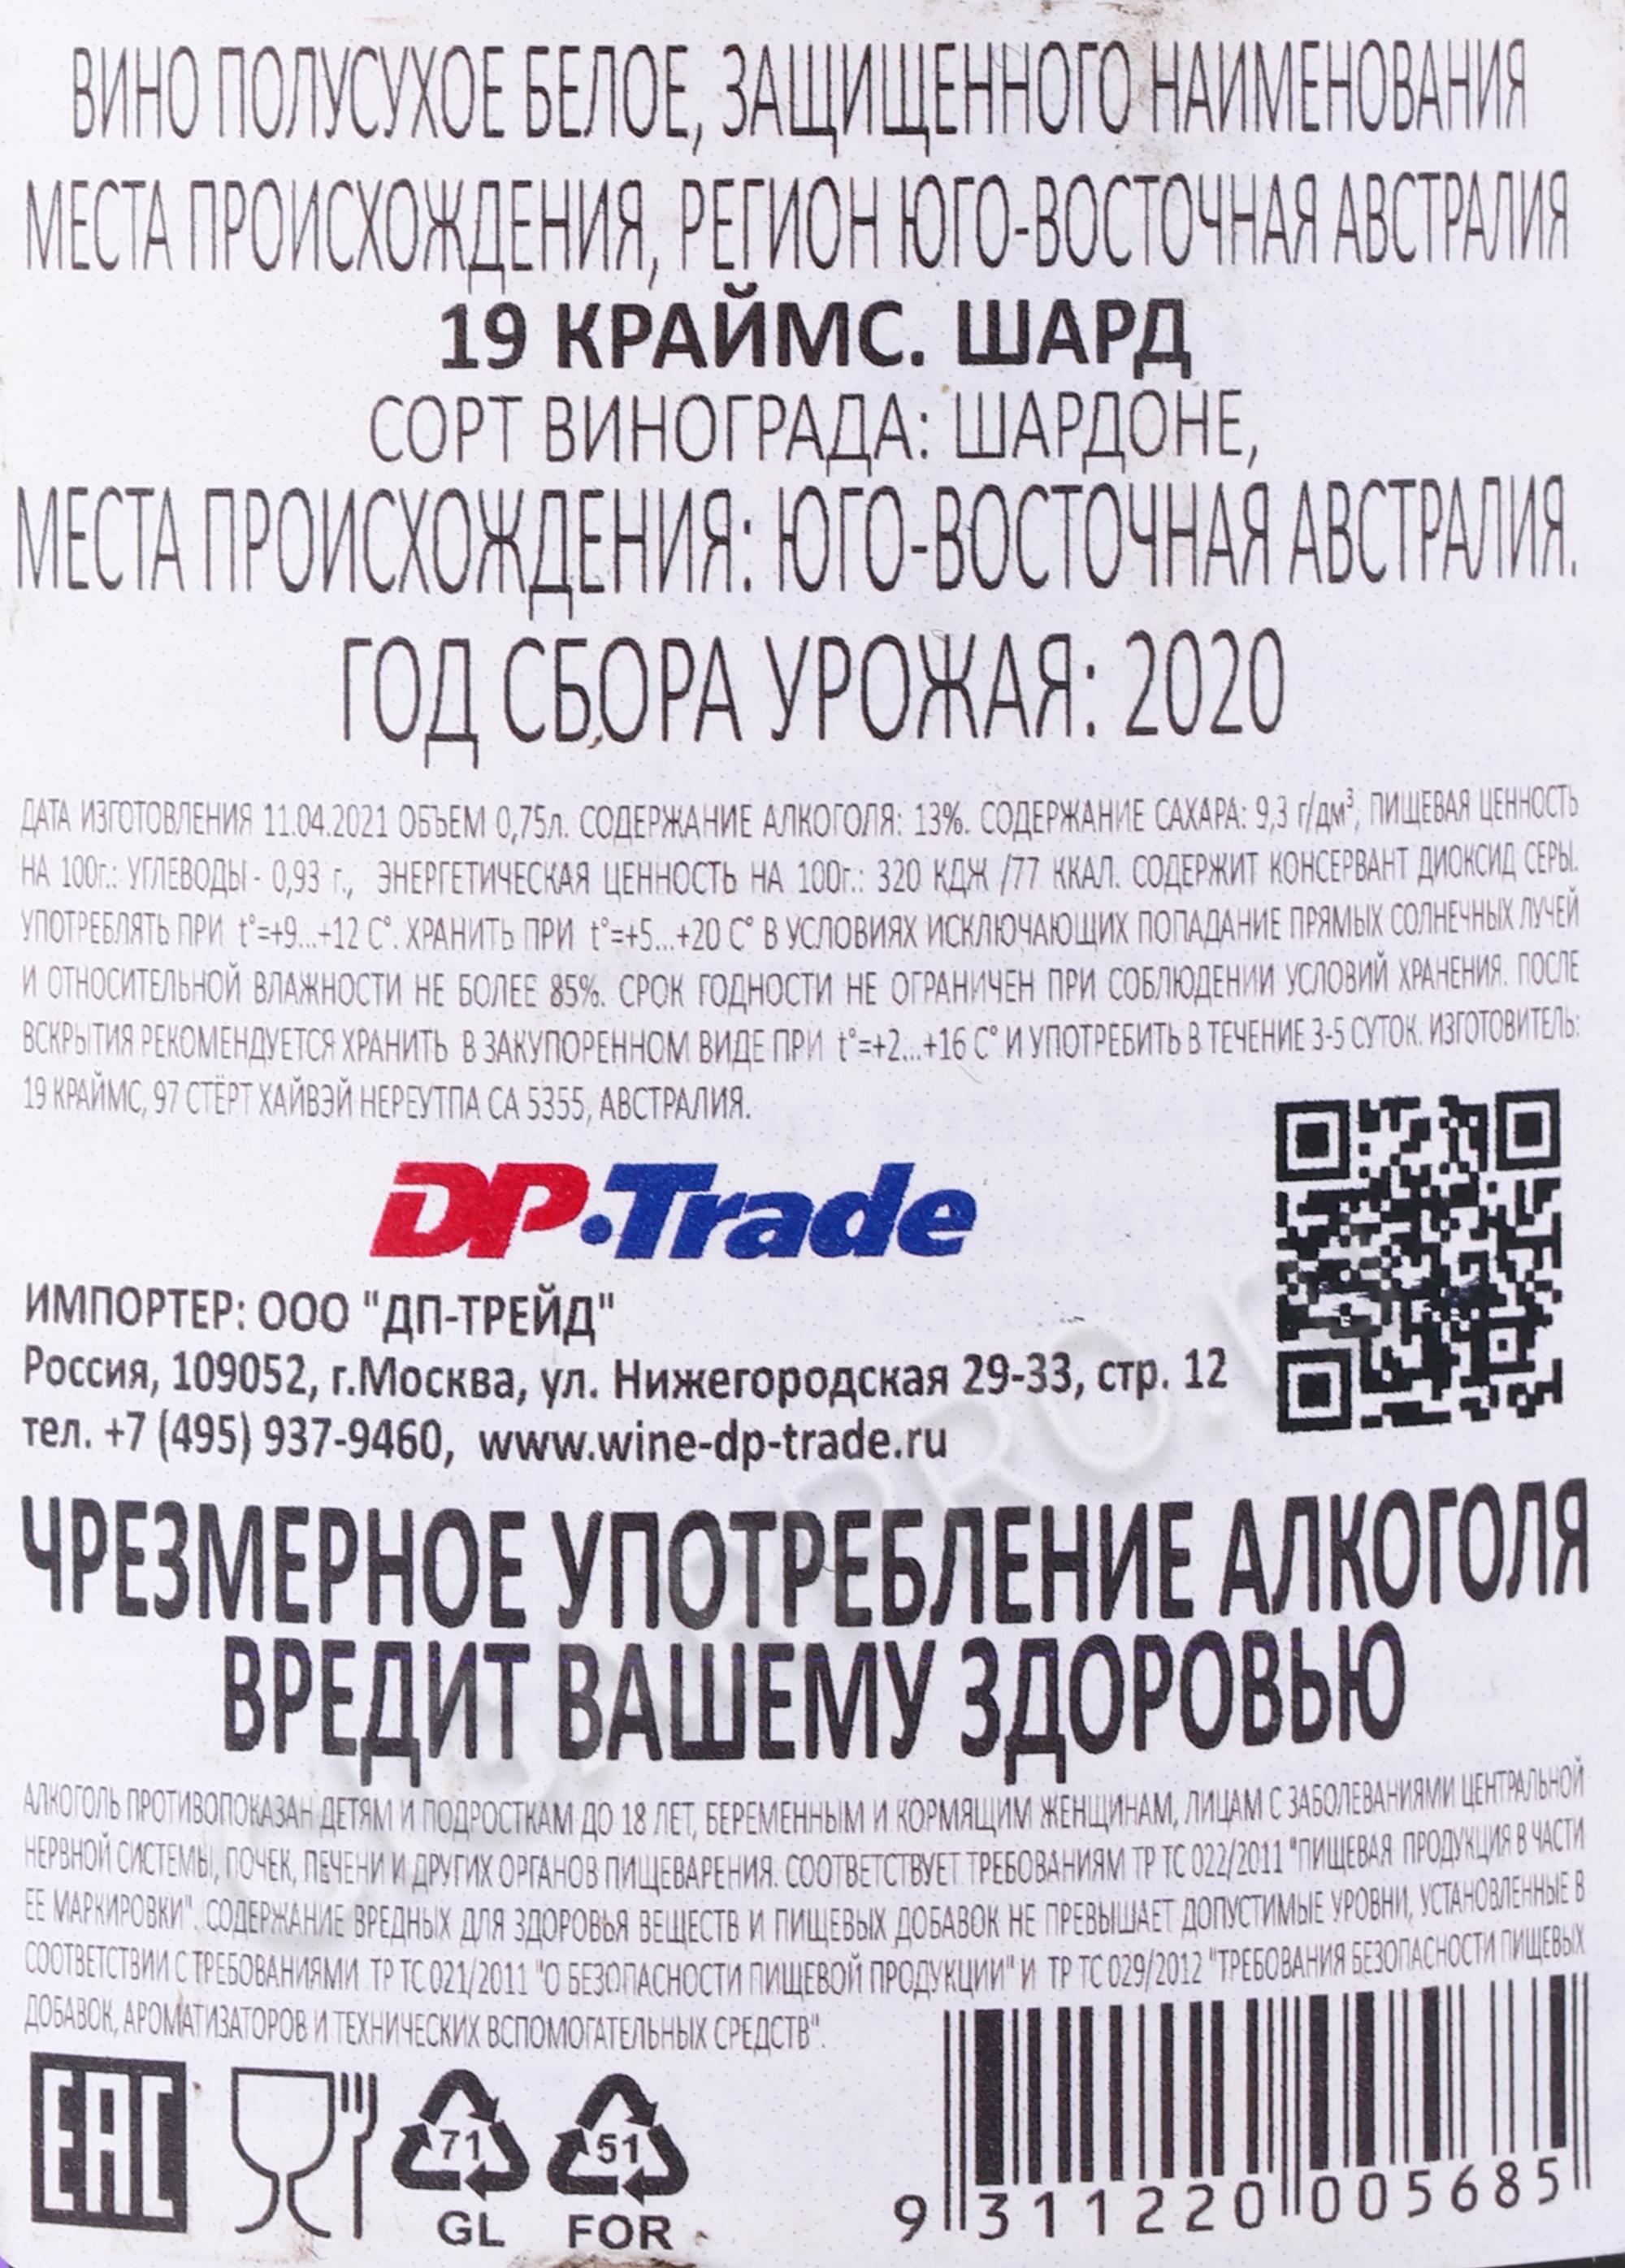 ВИНО ПОЛУСУХОЕ БЕЛОЕ, ЗАЩИЩЕННОГО НАИМЕНОВАНИЯ
МЕСТА ПРОИСХОЖДЕНИЯ, РЕГИОН ЮГО-ВОСТОЧНАЯ АВСТРАЛИЯ
19 КРАЙМС. ШАРД
СОРТ ВИНОГРАДА: ШАРДОНЕ,
МЕСТА ПРОИСХОЖДЕНИЯ: ЮГО-ВОСТОЧНАЯ АВСТРАЛИЯ.
ГОД СБОРА УРОЖАЯ: 2020
ДАТА ИЗГОТОВЛЕНИЯ 11.04.2021 ОБЪЕМ 0,75л. СОДЕРЖАНИЕ АЛКОГОЛЯ: 13%. СОДЕРЖАНИЕ САХАРА: 9,3 г/дм³, ПИЩЕВАЯ ЦЕННОСТЬ
НА 100г.: УГЛЕВОДЫ - 0,93 г., ЭНЕРГЕТИЧЕСКАЯ ЦЕННОСТЬ НА 100г.: 320 КДЖ /77 ККАЛ. СОДЕРЖИТ КОНСЕРВАНТ ДИОКСИД СЕРЫ.
УПОТРЕБЛЯТЬ ПРИ t°=+9...+12 С°. ХРАНИТЬ ПРИ t°=+5...+20 С° В УСЛОВИЯХ ИСКЛЮЧАЮЩИХ ПОПАДАНИЕ ПРЯМЫХ СОЛНЕЧНЫХ ЛУЧЕЙ
И ОТНОСИТЕЛЬНОЙ ВЛАЖНОСТИ НЕ БОЛЕЕ 85%. СРОК ГОДНОСТИ НЕ ОГРАНИЧЕН ПРИ СОБЛЮДЕНИИ УСЛОВИЙ ХРАНЕНИЯ. ПОСЛЕ
ВСКРЫТИЯ РЕКОМЕНДУЕТСЯ ХРАНИТЬ В ЗАКУПОРЕННОМ ВИДЕ ПРИ t°=+2...+16 С° И УПОТРЕБИТЬ В ТЕЧЕНИЕ 3-5 СУТОК. ИЗГОТОВИТЕЛЬ:
19 КРАЙМС, 97 СТЁРТ ХАЙВЭЙ НЕРЕУТПА СА 5355, АВСТРАЛИЯ.
DP·Trade
ИМПОРТЕР: ООО "ДП-ТРЕЙД"
Россия, 109052, г.Москва, ул. Нижегородская 29-33, стр. 12
тел. +7 (495) 937-9460, www.wine-dp-trade.ru
ЧРЕЗМЕРНОЕ УПОТРЕБЛЕНИЕ АЛКОГОЛЯ
ВРЕДИТ ВАШЕМУ ЗДОРОВЬЮ
АЛКОГОЛЬ ПРОТИВОПОКАЗАН ДЕТЯМ И ПОДРОСТКАМ ДО 18 ЛЕТ, БЕРЕМЕННЫМ И КОРМЯЩИМ ЖЕНЩИНАМ, ЛИЦАМ С ЗАБОЛЕВАНИЯМИ ЦЕНТРАЛЬНОЙ
НЕРВНОЙ СИСТЕМЫ, ПОЧЕК, ПЕЧЕНИ И ДРУГИХ ОРГАНОВ ПИЩЕВАРЕНИЯ. СООТВЕТСТВУЕТ ТРЕБОВАНИЯМ ТР ТС 022/2011 "ПИЩЕВАЯ ПРОДУКЦИЯ В ЧАСТИ
ЕЕ МАРКИРОВКИ". СОДЕРЖАНИЕ ВРЕДНЫХ ДЛЯ ЗДОРОВЬЯ ВЕЩЕСТВ И ПИЩЕВЫХ ДОБАВОК НЕ ПРЕВЫШАЕТ ДОПУСТИМЫЕ УРОВНИ, УСТАНОВЛЕННЫЕ В
СООТВЕТСТВИИ С ТРЕБОВАНИЯМИ ТР ТС 021/2011 "О БЕЗОПАСНОСТИ ПИЩЕВОЙ ПРОДУКЦИИ" И ТР ТС 029/2012 "ТРЕБОВАНИЯ БЕЗОПАСНОСТИ ПИЩЕВЫХ
ДОБАВОК, АРОМАТИЗАТОРОВ И ТЕХНИЧЕСКИХ ВСПОМОГАТЕЛЬНЫХ СРЕДСТВ".
EAC
71
GL
51
FOR
9 311220 005685